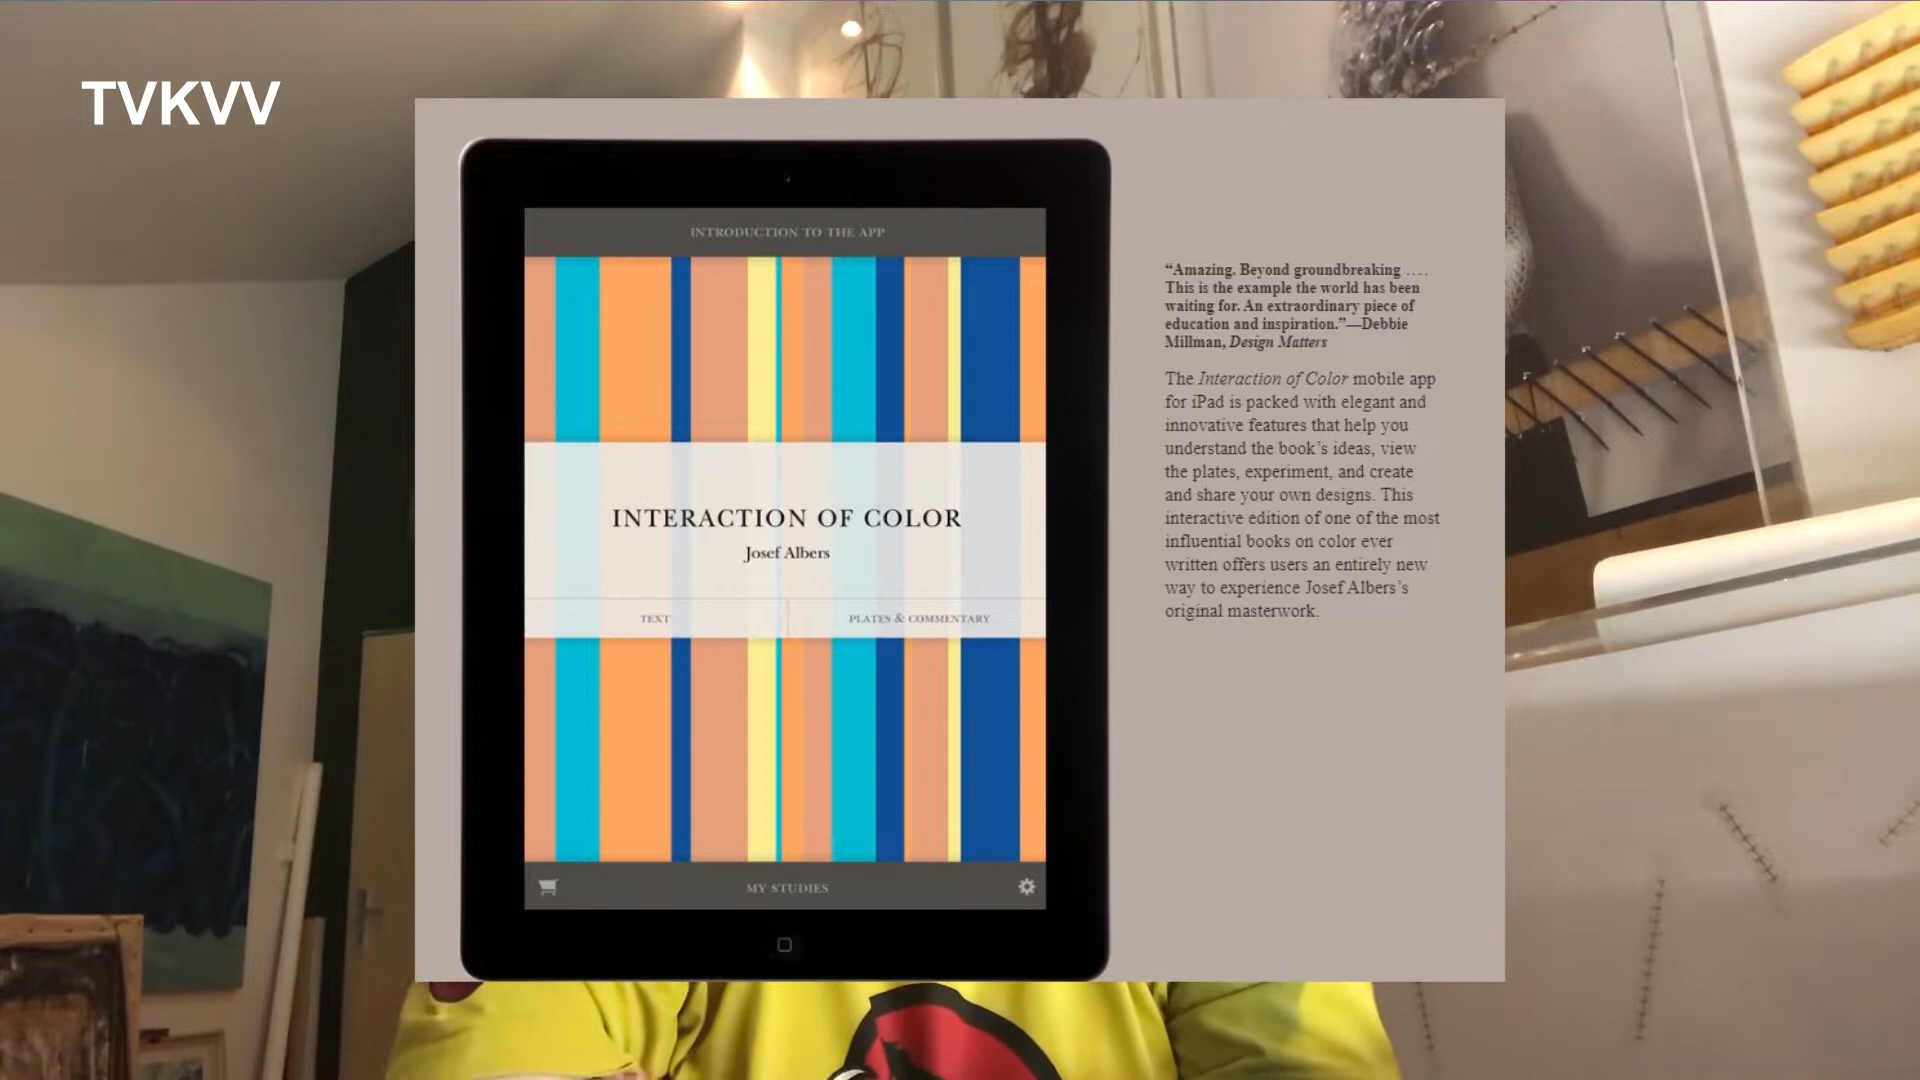 TVKVV
INTRODUCTION TO THE APP
INTERACTION OF COLOR
Josef Albers
TEXT
PLATES & COMMENTARY
MY STUDIES
“Amazing. Beyond groundbreaking ....
This is the example the world has been
waiting for. An extraordinary piece of
education and inspiration.”—Debbie
Millman, Design Matters
The Interaction of Color mobile app
for iPad is packed with elegant and
innovative features that help you
understand the book’s ideas, view
the plates, experiment, and create
and share your own designs. This
interactive edition of one of the most
influential books on color ever
written offers users an entirely new
way to experience Josef Albers’s
original masterwork.